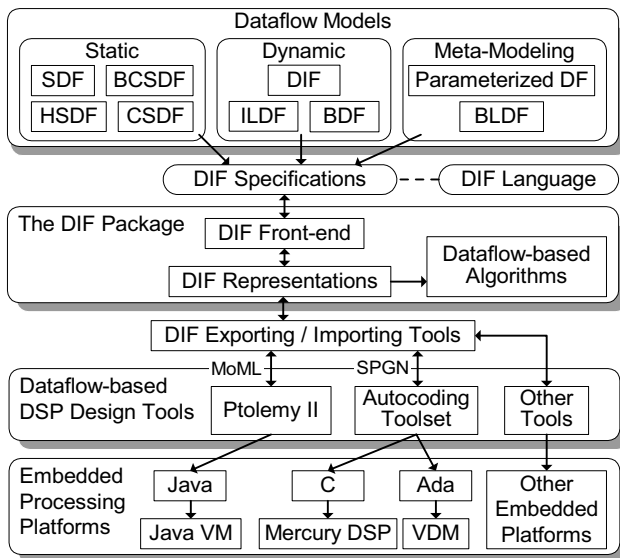 Dataflow Models
Static
SDF
BCSDF
HSDF
CSDF
Dynamic
DIF
ILDF
BDF
Meta-Modeling
Parameterized DF
BLDF
DIF Specifications
DIF Language
The DIF Package
DIF Front-end
DIF Representations
Dataflow-based
Algorithms
DIF Exporting / Importing Tools
MoML
SPGN
Dataflow-based
DSP Design Tools
Ptolemy II
Autocoding
Toolset
Other
Tools
Embedded
Processing
Platforms
Java
C
Ada
Java VM
Mercury DSP
VDM
Other
Embedded
Platforms